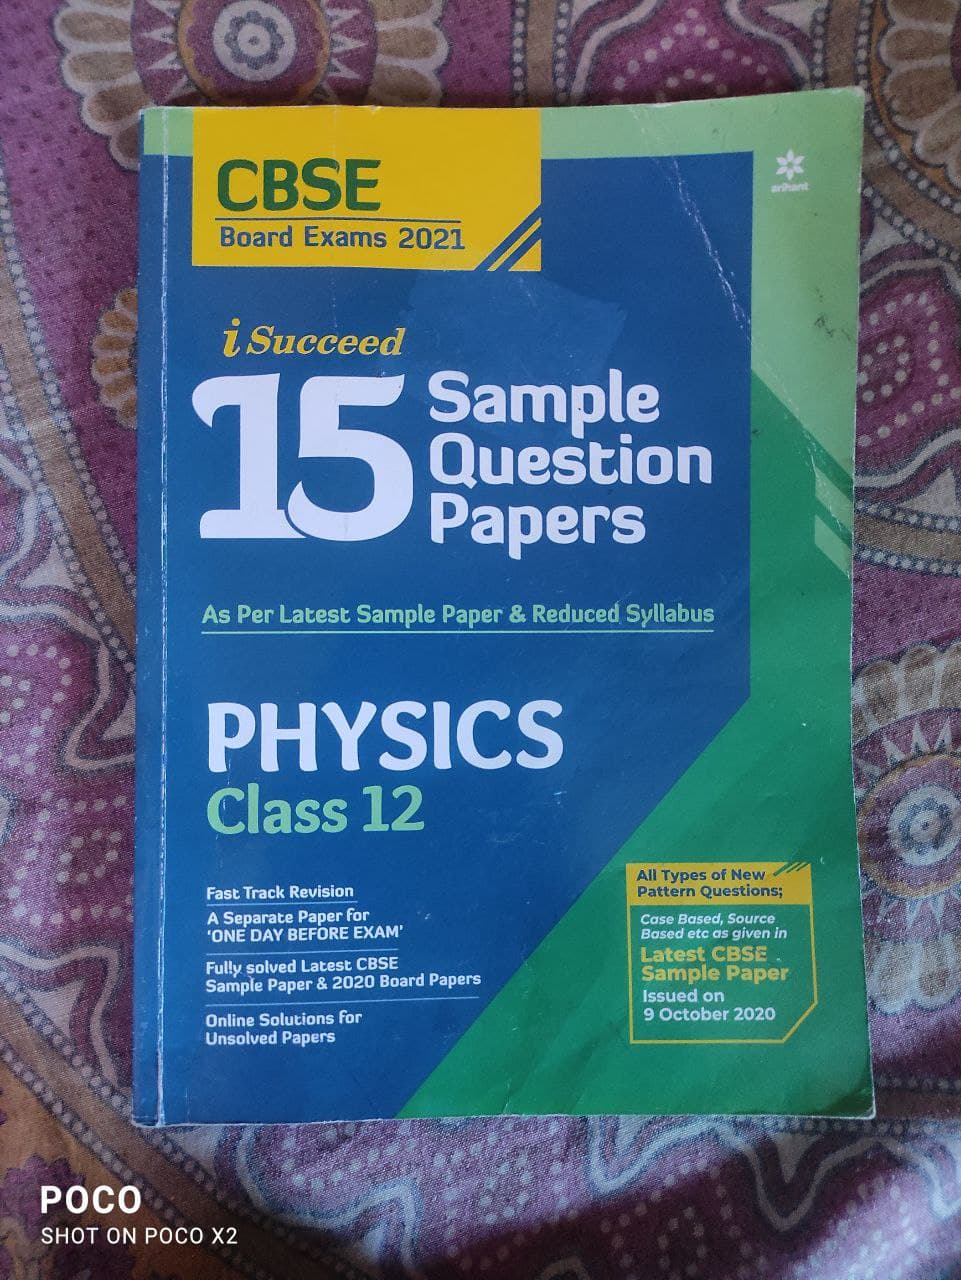 CBSE
Board Exams 2021
arihant
i Succeed
15 Sample
Question
Papers
As Per Latest Sample Paper & Reduced Syllabus
PHYSICS
Class 12
Fast Track Revision
A Separate Paper for
'ONE DAY BEFORE EXAM'
Fully solved Latest CBSE
Sample Paper & 2020 Board Papers
Online Solutions for
Unsolved Papers
All Types of New
Pattern Questions;
Case Based, Source
Based etc as given in
Latest CBSE
Sample Paper
Issued on
9 October 2020
POCO
SHOT ON POCO X2